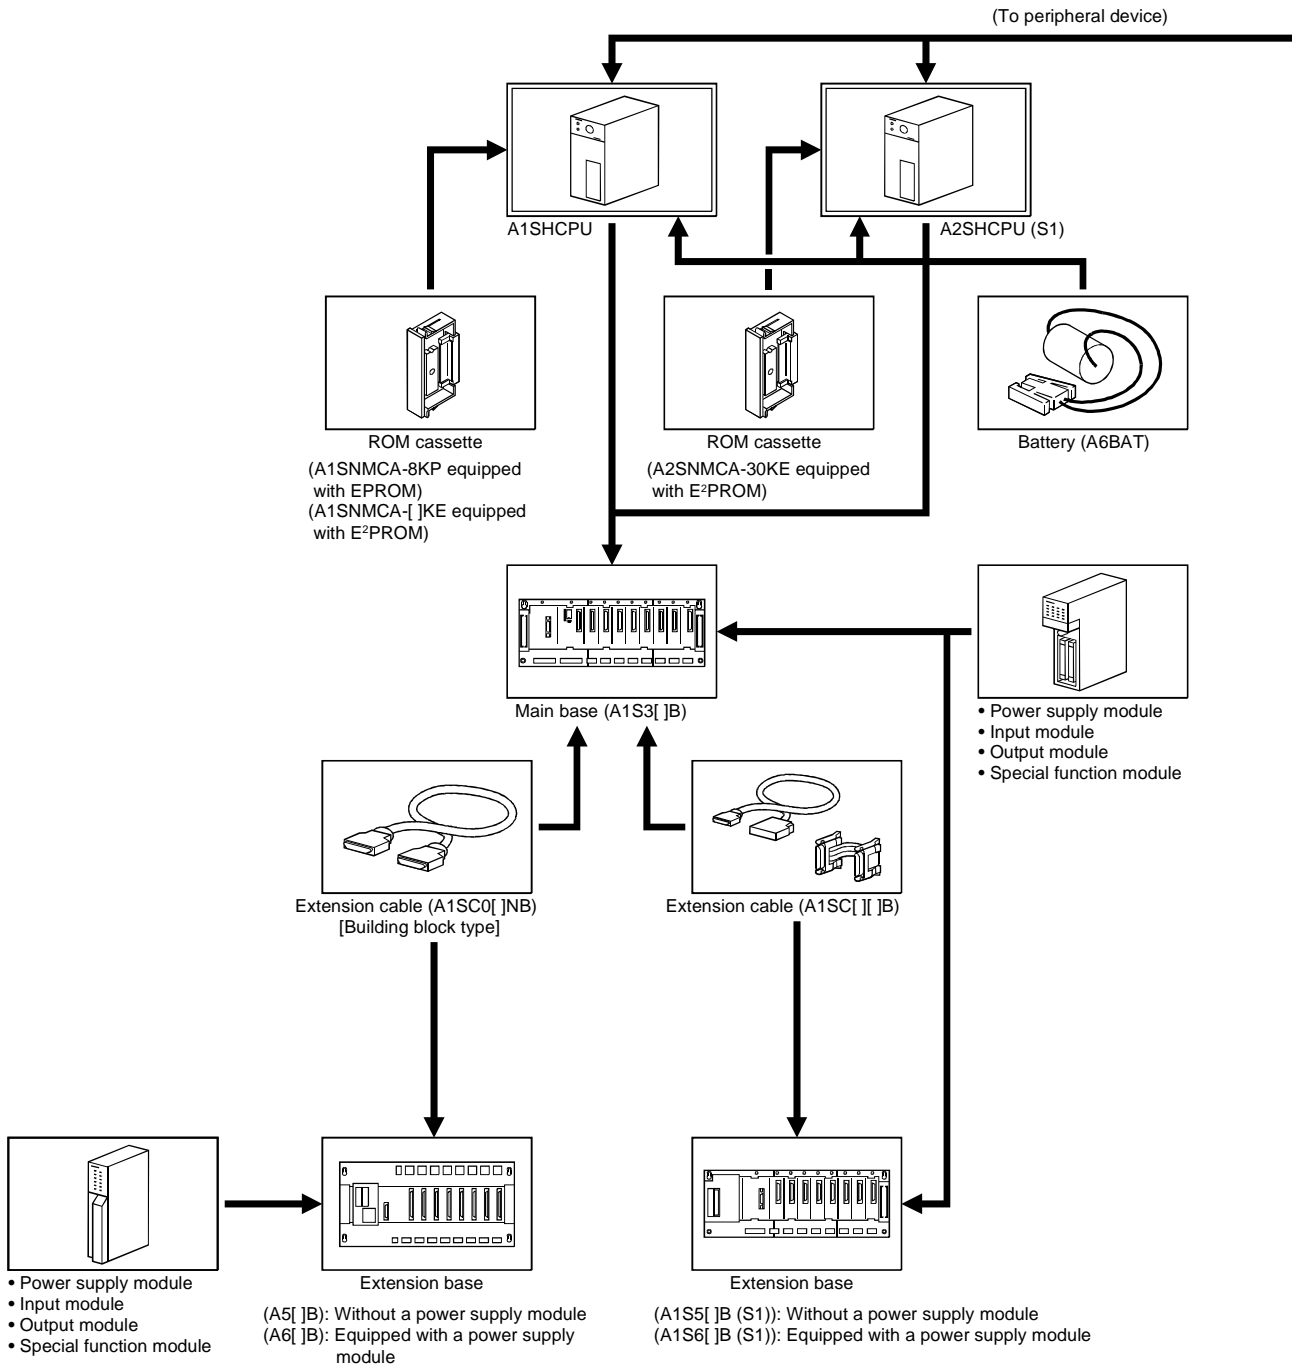 (To peripheral device)
A1SHCPU
A2SHCPU (S1)
ROM cassette
(A1SNMCA-8KP equipped
with EPROM)
(A1SNMCA-[ ]KE equipped
with E²PROM)
ROM cassette
(A2SNMCA-30KE equipped
with E²PROM)
Battery (A6BAT)
Main base (A1S3[ ]B)
• Power supply module
• Input module
• Output module
• Special function module
Extension cable (A1SC0[ ]NB)
[Building block type]
Extension cable (A1SC[ ][ ]B)
• Power supply module
• Input module
• Output module
• Special function module
Extension base
(A5[ ]B): Without a power supply module
(A6[ ]B): Equipped with a power supply
module
Extension base
(A1S5[ ]B (S1)): Without a power supply module
(A1S6[ ]B (S1)): Equipped with a power supply module